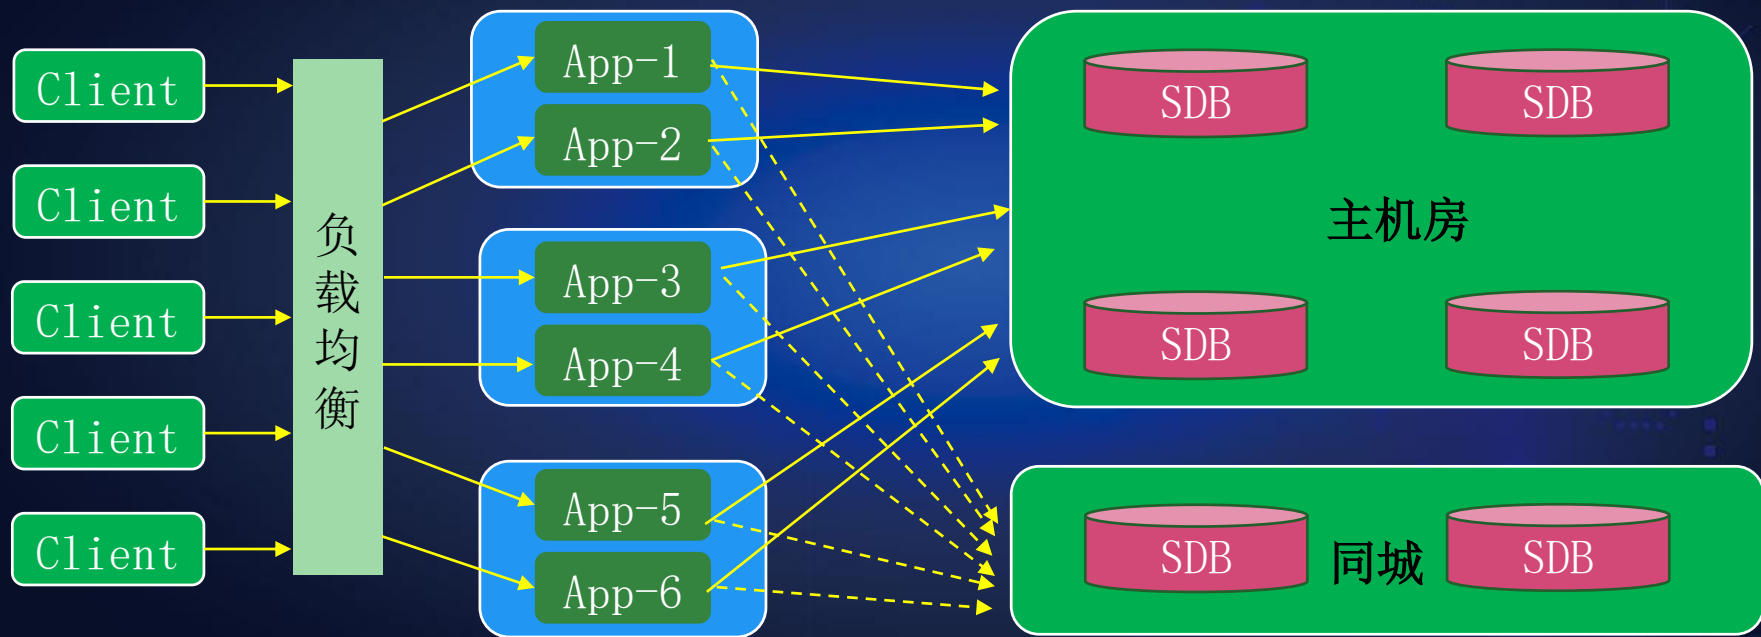 Client
Client
Client
Client
Client
负载均衡
App-1
App-2
App-3
App-4
App-5
App-6
SDB
SDB
主机房
SDB
SDB
SDB
同城
SDB